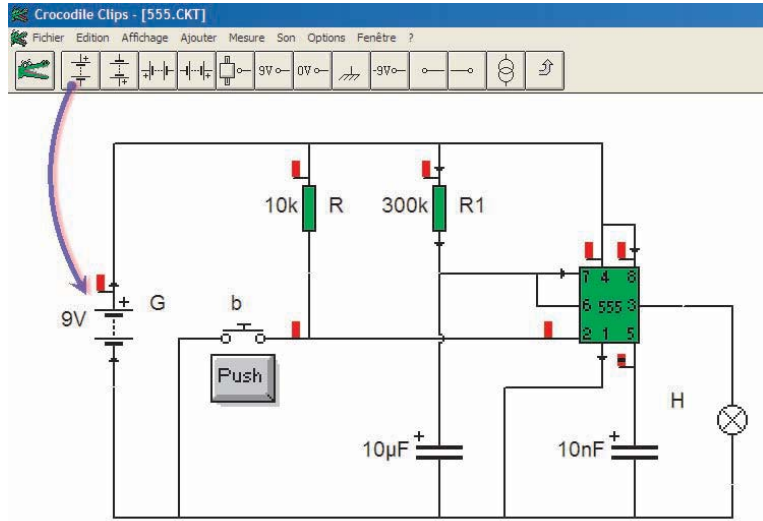 Crocodile Clips - [555.CKT]
Fichier Edition Affichage Ajouter Mesure Son Options Fenêtre ?
9V 0V -9V
10k R 300k R1
7 4 8
9V G b
6 555 3
2 1 5
Push
H
10µF + 10nF +